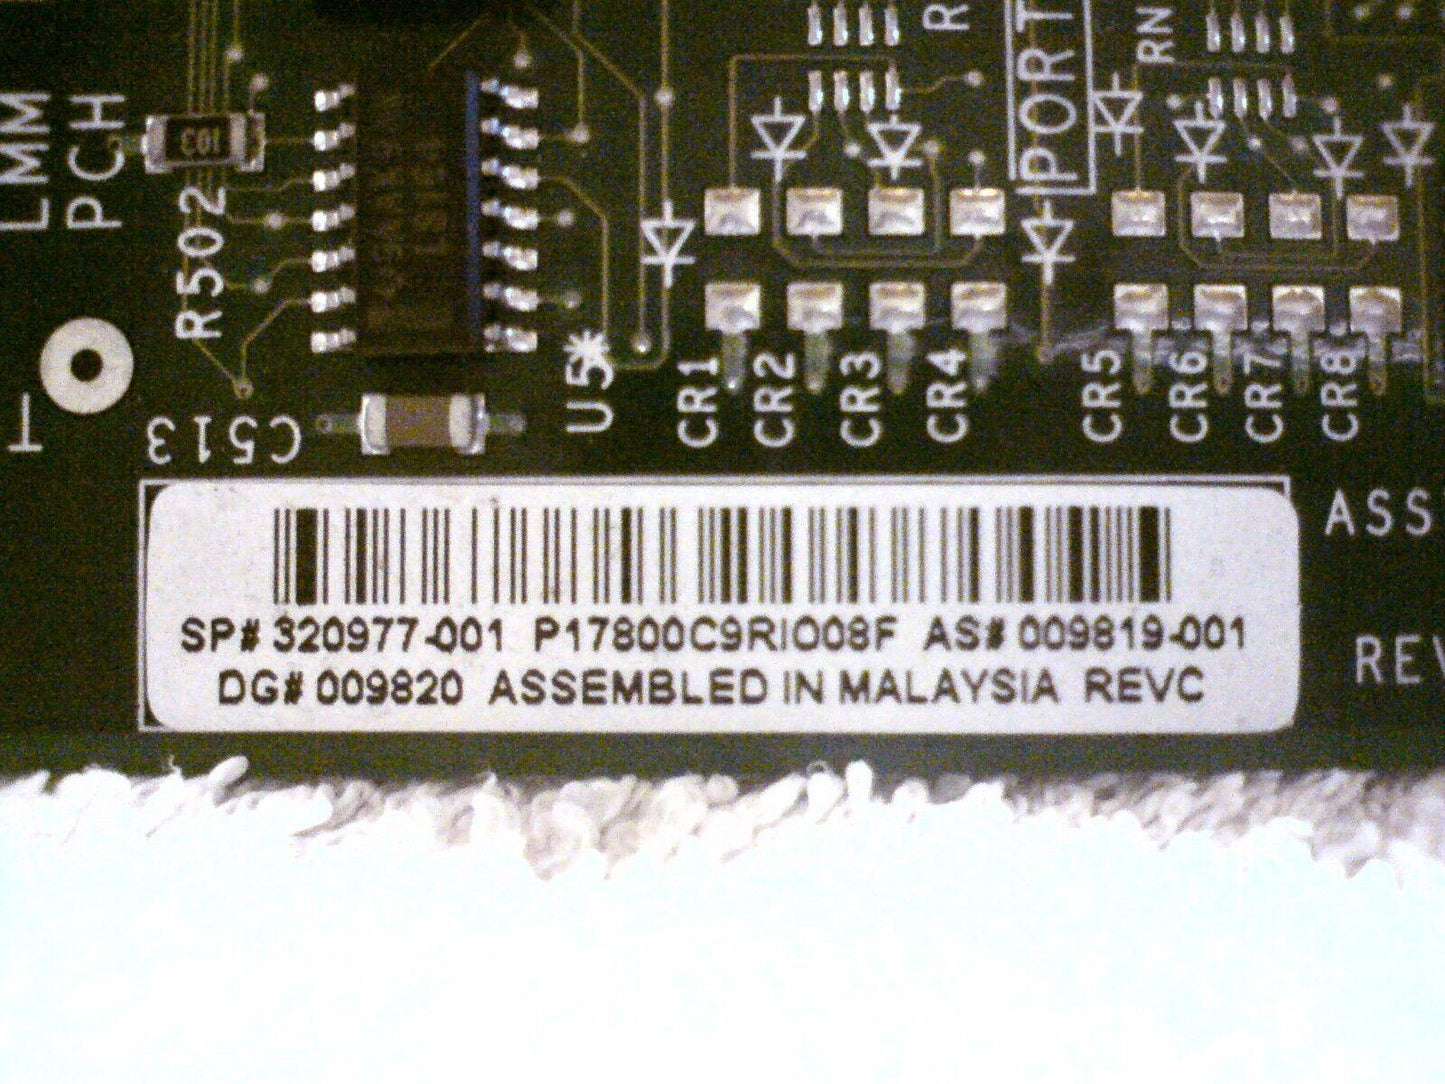 R
PORT
RN
LMM
PCH
103
R502
U5*
CR1
CR2
CR3
CR4
CR5
CR6
CR7
CR8
C513
T
ASS
SP# 320977-001 P17800C9RIO08F AS# 009819-001
REV
DG# 009820 ASSEMBLED IN MALAYSIA REVC